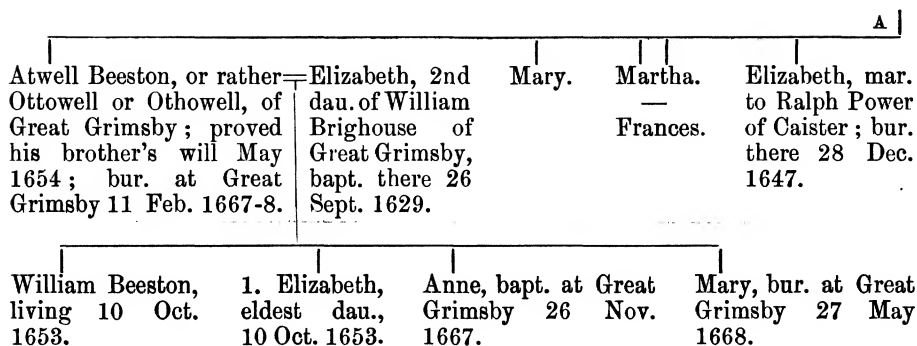 A
Atwell Beeston, or rather
Ottowell or Othowell, of
Great Grimsby ; proved
his brother's will May
1654 ; bur. at Great
Grimsby 11 Feb. 1667-8.
Elizabeth, 2nd
dau. of William
Brighouse of
Great Grimsby,
bapt. there 26
Sept. 1629.
Mary.
Martha.
—
Frances.
Elizabeth, mar.
to Ralph Power
of Caister ; bur.
there 28 Dec.
1647.
William Beeston,
living 10 Oct.
1653.
1. Elizabeth,
eldest dau.,
10 Oct. 1653.
Anne, bapt. at Great
Grimsby 26 Nov.
1667.
Mary, bur. at Great
Grimsby 27 May
1668.